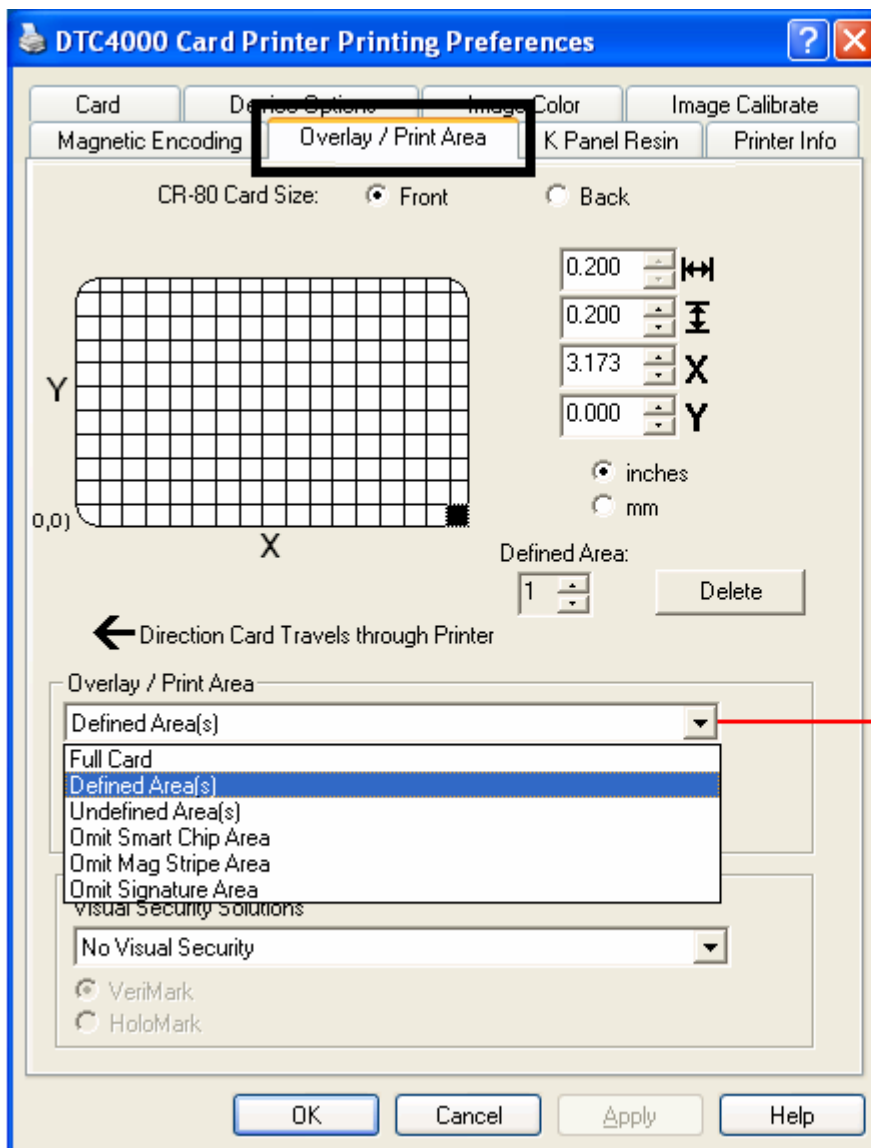 DTC4000 Card Printer Printing Preferences
Card Device Options Image Color Image Calibrate
Magnetic Encoding Overlay / Print Area K Panel Resin Printer Info
CR-80 Card Size: Front Back
0.200
0.200
3.173 X
0.000 Y
Y
inches
mm
0,0)
X
Defined Area:
1 Delete
Direction Card Travels through Printer
Overlay / Print Area
Defined Area(s)
Full Card
Defined Area(s)
Undefined Area(s)
Omit Smart Chip Area
Omit Mag Stripe Area
Omit Signature Area
Visual Security Solutions
No Visual Security
VeriMark
HoloMark
OK Cancel Apply Help